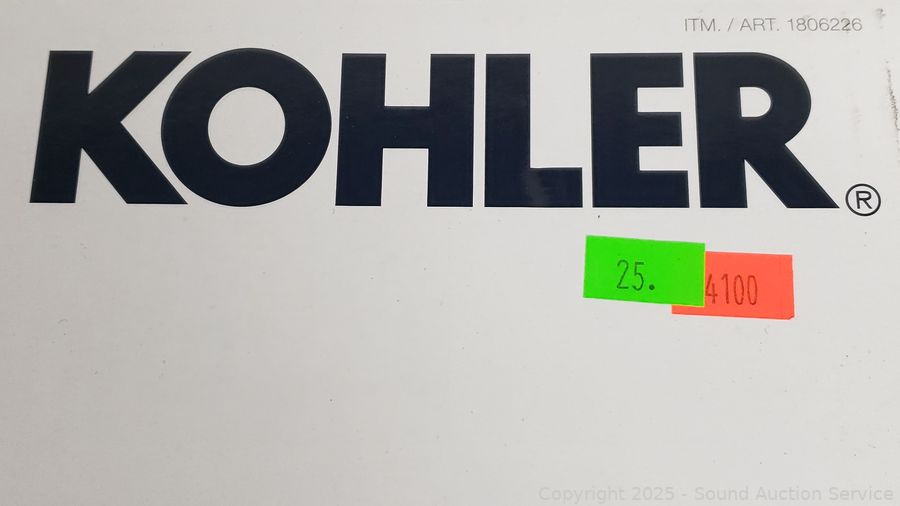 ITM. / ART. 1806226
KOHLER®
25.
4100
Copyright 2025 - Sound Auction Service